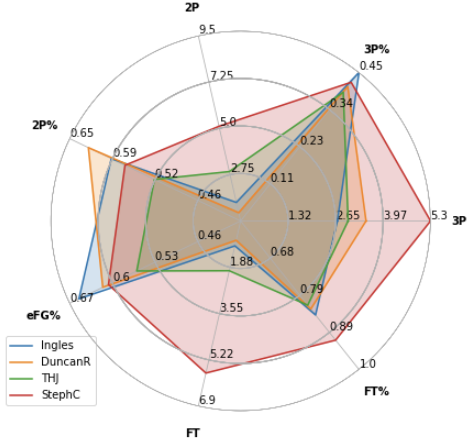 2P
9.5
3P%
0.45
7.25
0.34
2P%
0.65
5.0
0.59
0.23
0.52
2.75
0.11
0.46
1.32
2.65
3.97
5.3
3P
0.46
0.68
0.53
1.88
0.6
0.79
0.67
eFG%
3.55
0.89
5.22
1.0
FT%
6.9
FT
Ingles
DuncanR
THJ
StephC